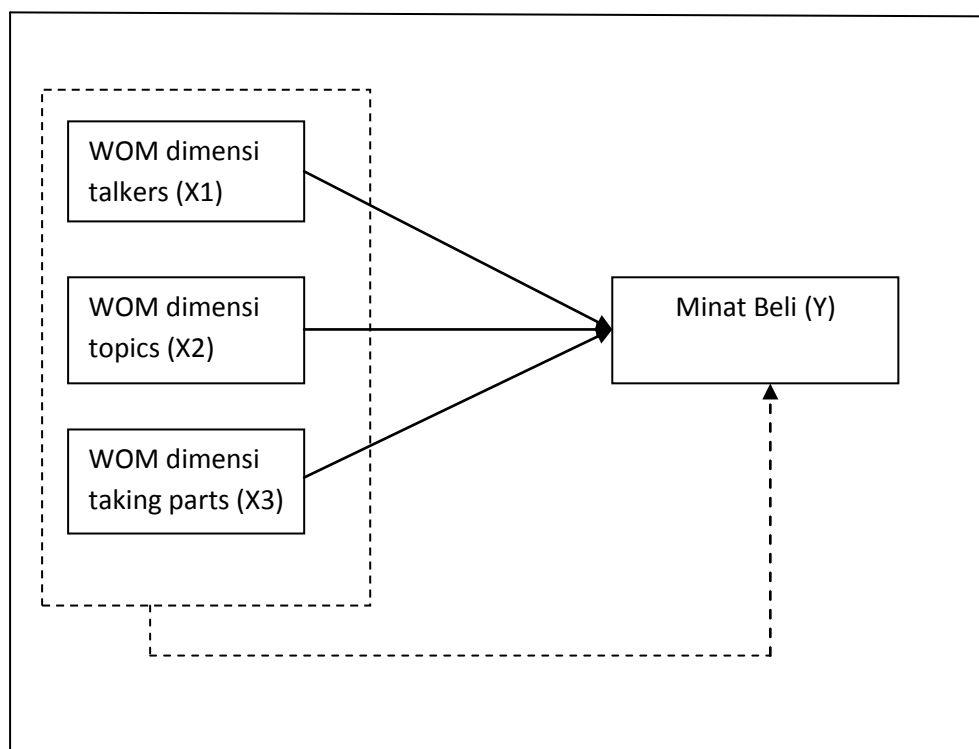 WOM dimensi
talkers (X1)
WOM dimensi
topics (X2)
Minat Beli (Y)
WOM dimensi
taking parts (X3)